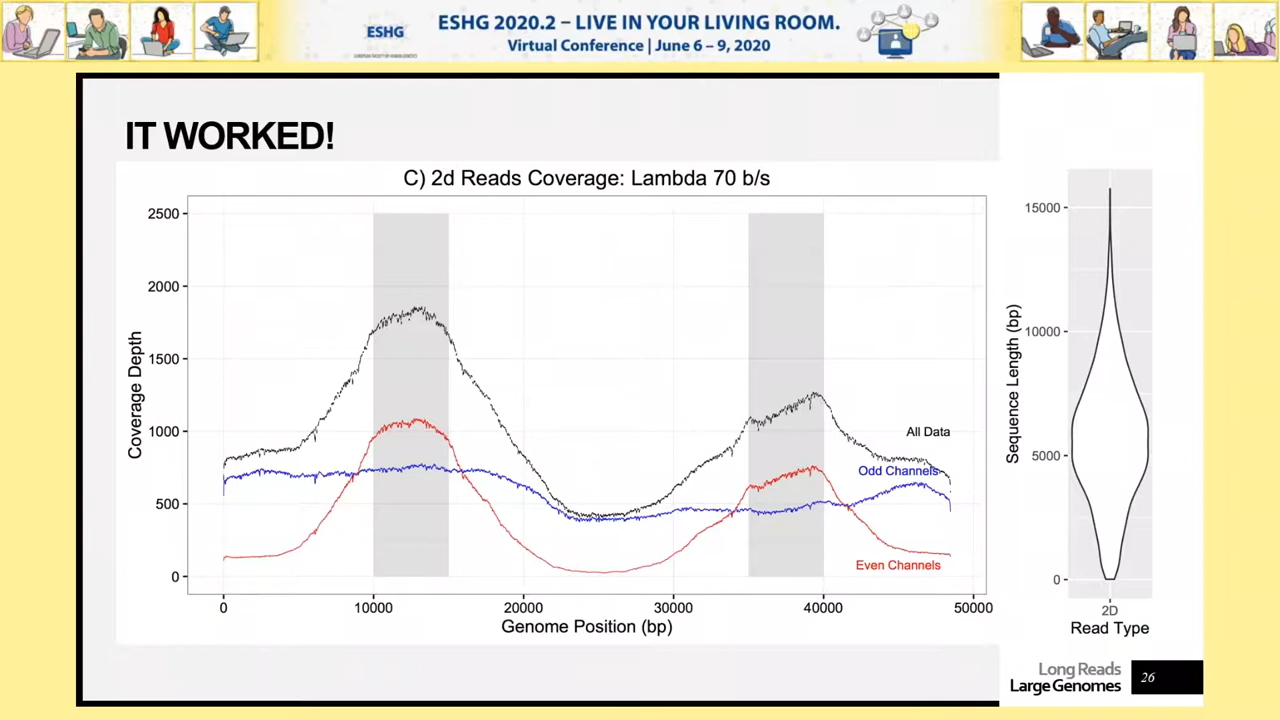 ESHG 2020.2 – LIVE IN YOUR LIVING ROOM.
ESHG
Virtual Conference | June 6 – 9, 2020
IT WORKED!
C) 2d Reads Coverage: Lambda 70 b/s
Coverage Depth
2500
2000
1500
1000
500
0
All Data
Odd Channels
Even Channels
0 10000 20000 30000 40000 50000
Genome Position (bp)
Sequence Length (bp)
15000
10000
5000
0
2D
Read Type
Long Reads
Large Genomes
26